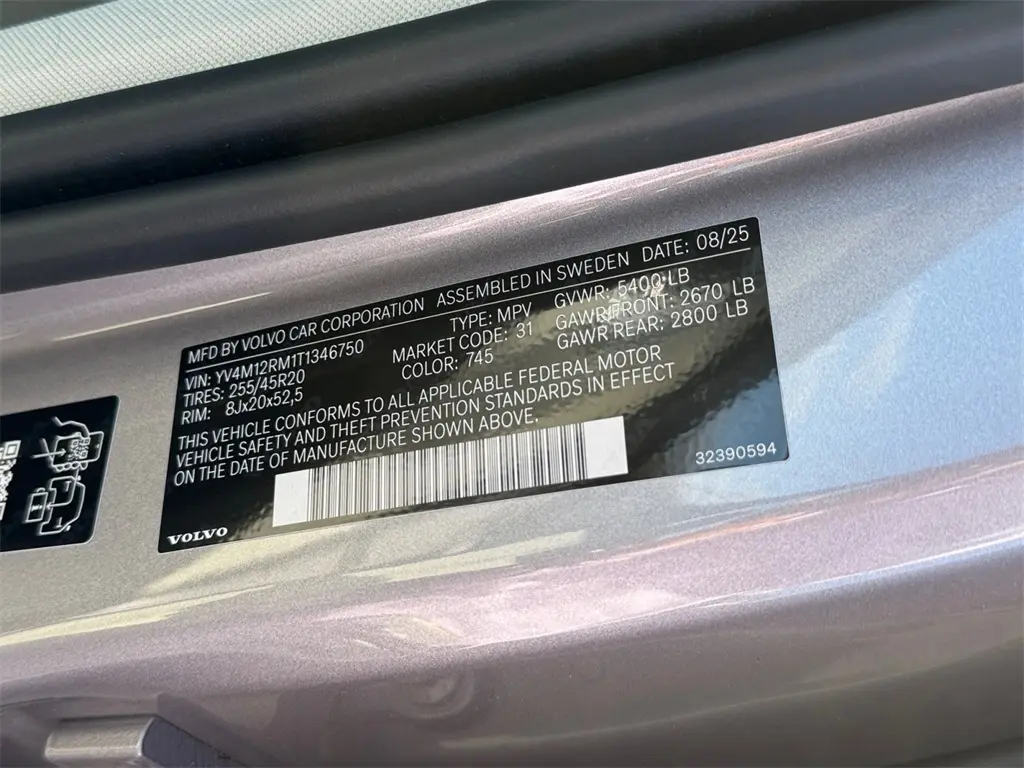 MFD BY VOLVO CAR CORPORATION ASSEMBLED IN SWEDEN DATE: 08/25
VIN: YV4M12RM1T1346750 TYPE: MPV GVWR: 5400 LB
TIRES: 255/45R20 MARKET CODE: 31 GAWR FRONT: 2670 LB
RIM: 8Jx20x52,5 COLOR: 745 GAWR REAR: 2800 LB
THIS VEHICLE CONFORMS TO ALL APPLICABLE FEDERAL MOTOR
VEHICLE SAFETY AND THEFT PREVENTION STANDARDS IN EFFECT
ON THE DATE OF MANUFACTURE SHOWN ABOVE.
32390594
VOLVO